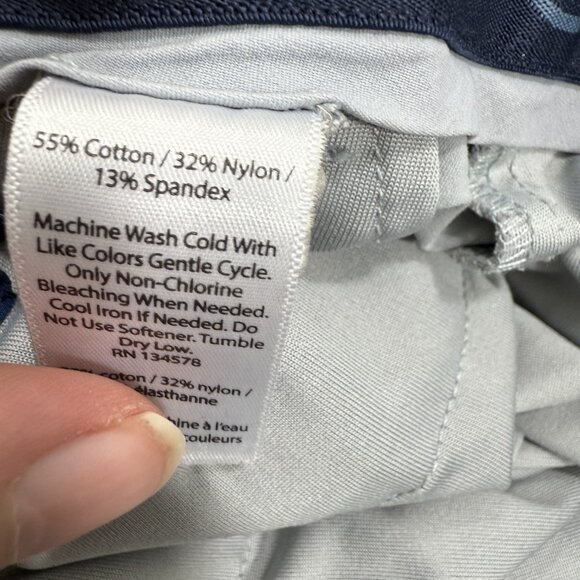 55% Cotton / 32% Nylon /
13% Spandex
Machine Wash Cold With
Like Colors Gentle Cycle.
Only Non-Chlorine
Bleaching When Needed.
Cool Iron If Needed. Do
Not Use Softener. Tumble
Dry Low.
RN 134578
coton / 32% nylon /
à l'eau
couleurs